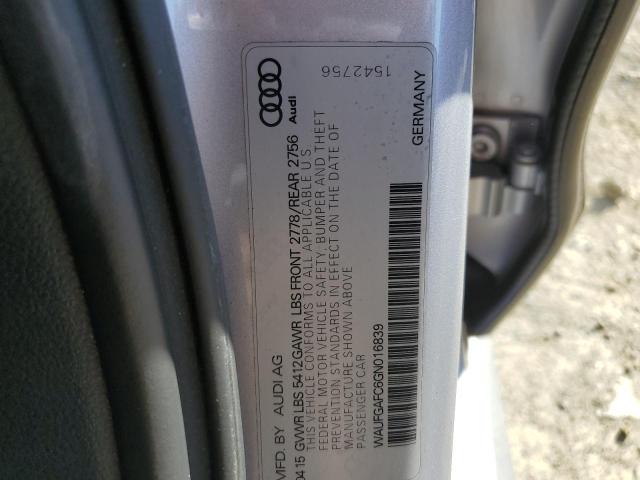 MFD. BY AUDI AG
0415 GVWR LBS 5412 GAWR LBS FRONT 2778/REAR 2756
THIS VEHICLE CONFORMS TO ALL APPLICABLE U S
FEDERAL MOTOR VEHICLE SAFETY, BUMPER AND THEFT
PREVENTION STANDARDS IN EFFECT ON THE DATE OF
MANUFACTURE SHOWN ABOVE
PASSENGER CAR
WAUFGAFC6GN016839
Audi
1542756
GERMANY